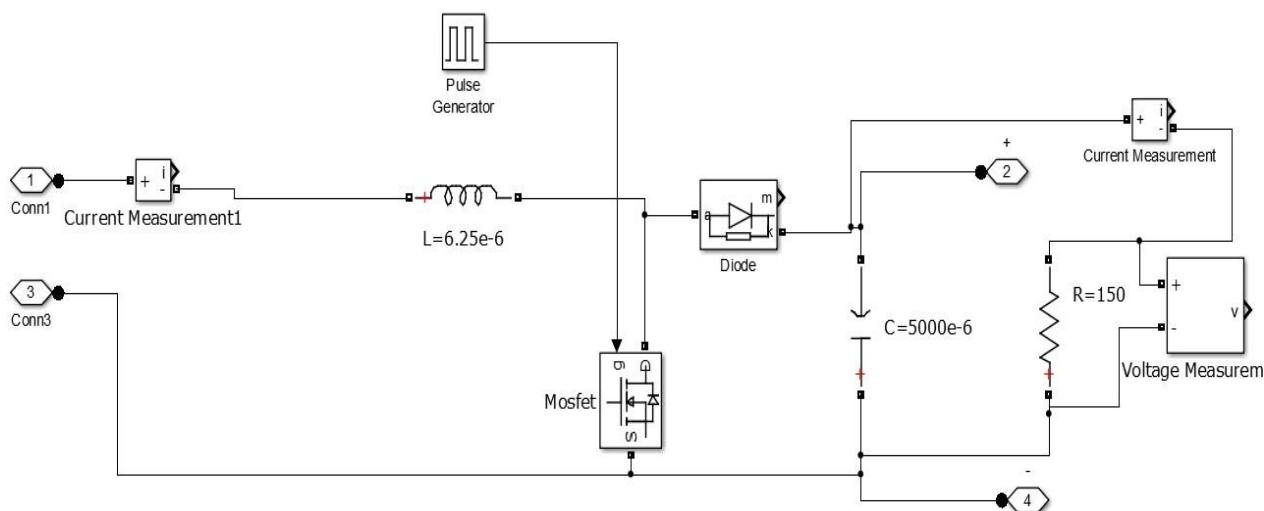 Pulse
Generator
i
+
-
Current Measurement
+
2
1
Conn1
+
i
-
Current Measurement1
L=6.25e-6
m
a
k
Diode
3
Conn3
C=5000e-6
R=150
+
-
v
Voltage Measurem
Mosfet
g
D
S
-
4